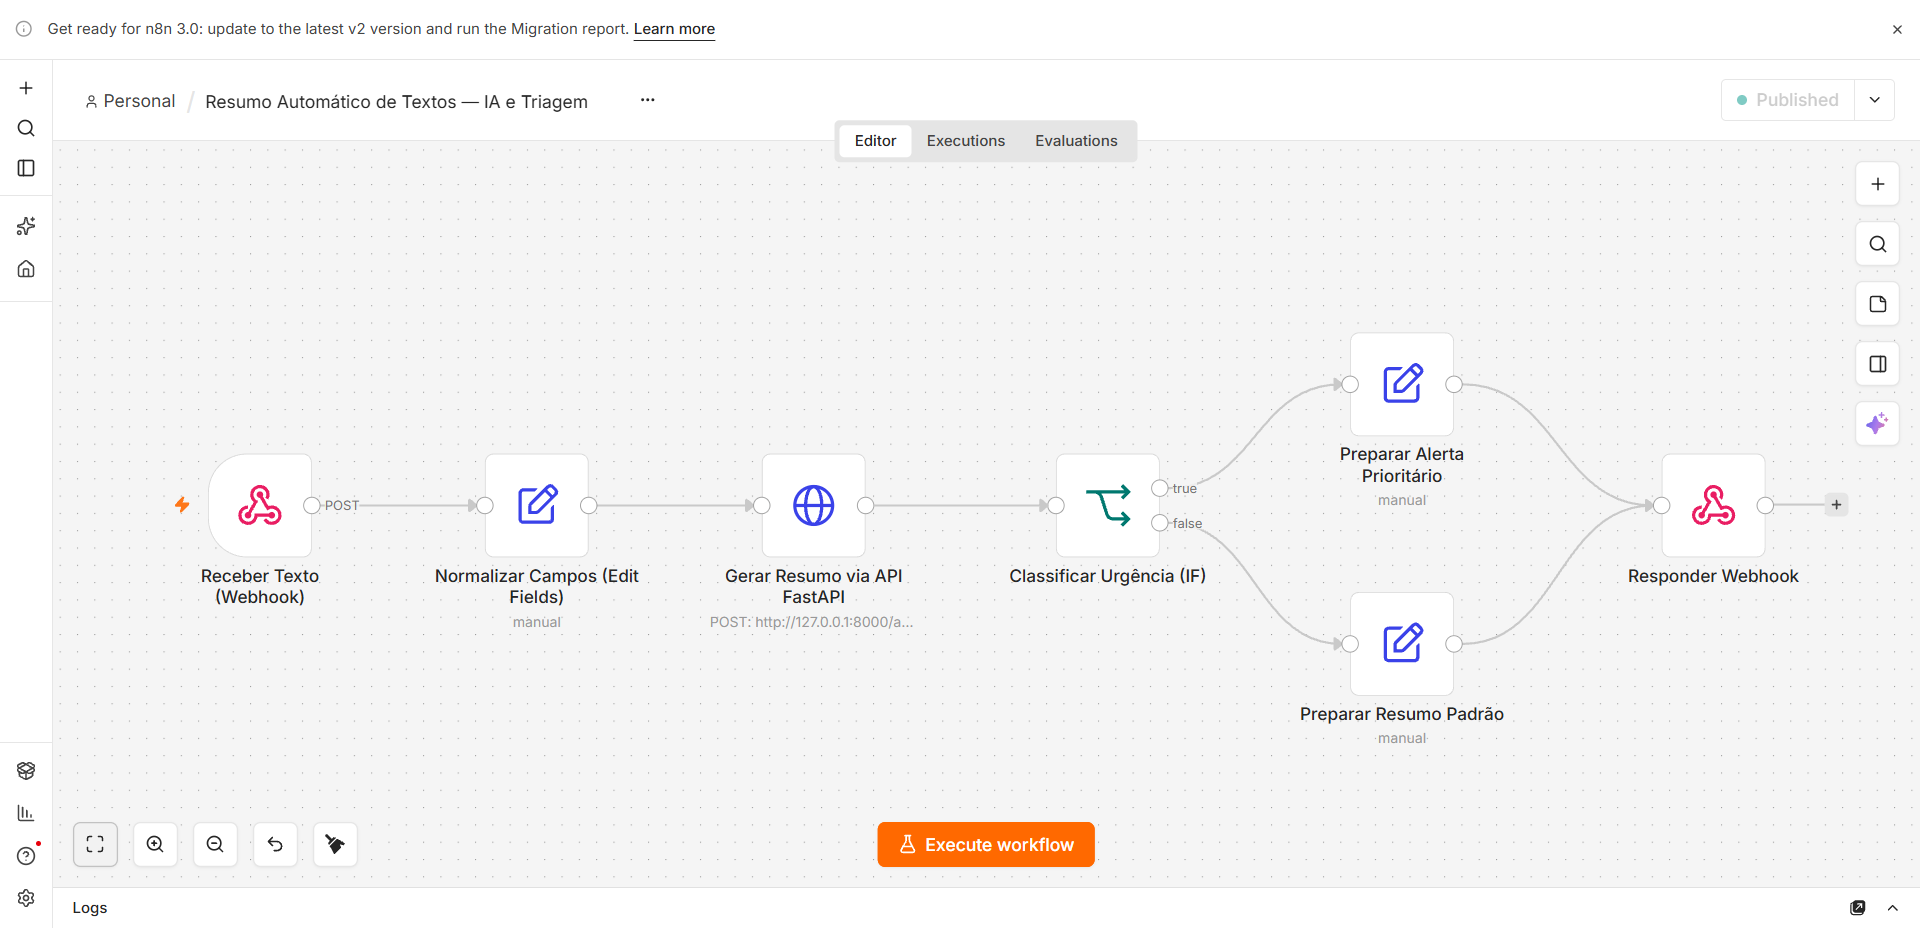 Get ready for n8n 3.0: update to the latest v2 version and run the Migration report. Learn more
Personal / Resumo Automático de Textos — IA e Triagem ...
Published
Editor Executions Evaluations
POST
Receber Texto
(Webhook)
Normalizar Campos (Edit
Fields)
manual
Gerar Resumo via API
FastAPI
POST: http://127.0.0.1:8000/a...
true
false
Classificar Urgência (IF)
Preparar Alerta
Prioritário
manual
Preparar Resumo Padrão
manual
Responder Webhook
Execute workflow
Logs